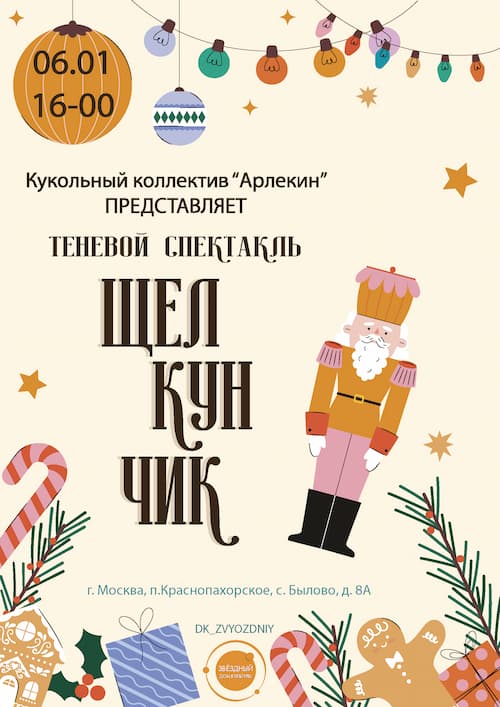 06.01
16-00
Кукольный коллектив "Арлекин"
ПРЕДСТАВЛЯЕТ
ТЕНЕВОЙ СПЕКТАКЛЬ
ЩЕЛ
КУН
ЧИК
г. Москва, п.Краснопахорское, с. Былово, д. 8А
DK_ZVYOZDNIY
ЗВЁЗДНЫЙ